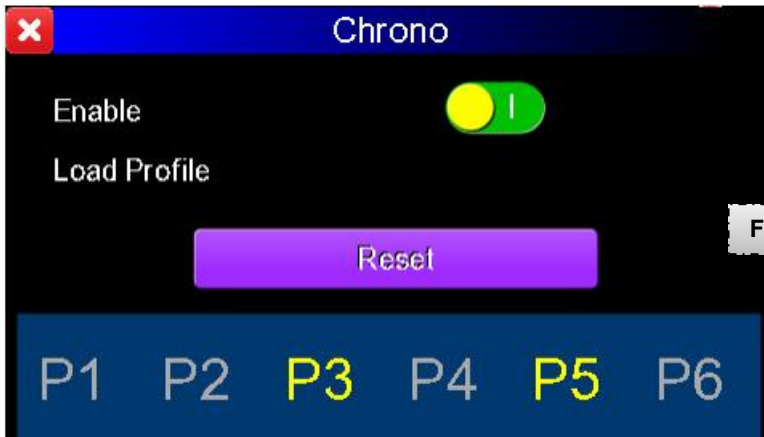 Chrono
Enable I
Load Profile
Reset
F
P1 P2 P3 P4 P5 P6